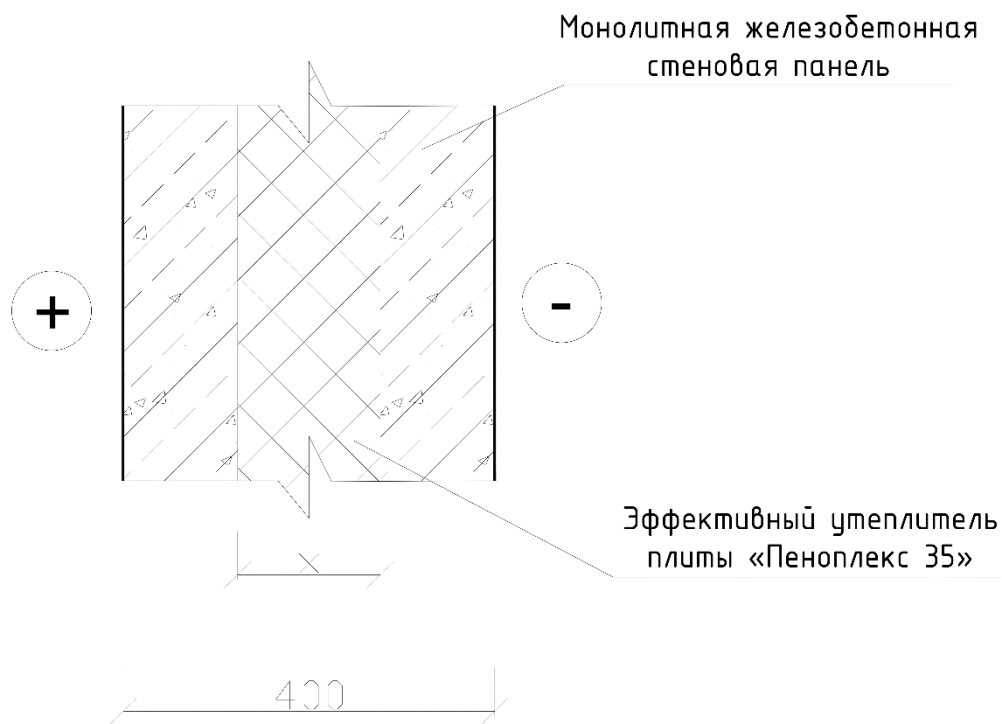 Монолитная железобетонная
стеновая панель
+
-
Эффективный утеплитель
плиты «Пеноплекс 35»
X
400